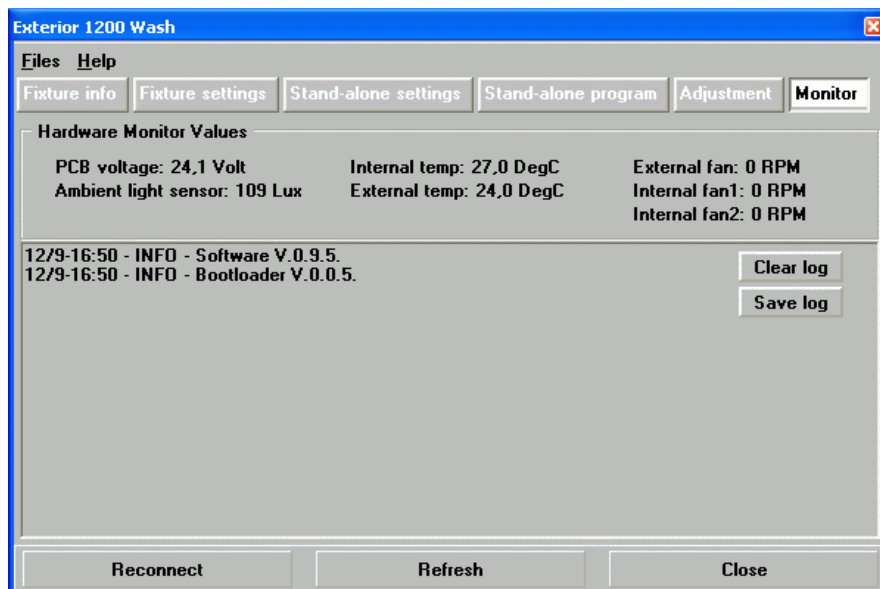 Exterior 1200 Wash
Files Help
Fixture info Fixture settings Stand-alone settings Stand-alone program Adjustment Monitor
Hardware Monitor Values
PCB voltage: 24,1 Volt Internal temp: 27,0 DegC External fan: 0 RPM
Ambient light sensor: 109 Lux External temp: 24,0 DegC Internal fan1: 0 RPM
Internal fan2: 0 RPM
12/9-16:50 - INFO - Software V.0.9.5.
12/9-16:50 - INFO - Bootloader V.0.0.5.
Clear log
Save log
Reconnect Refresh Close